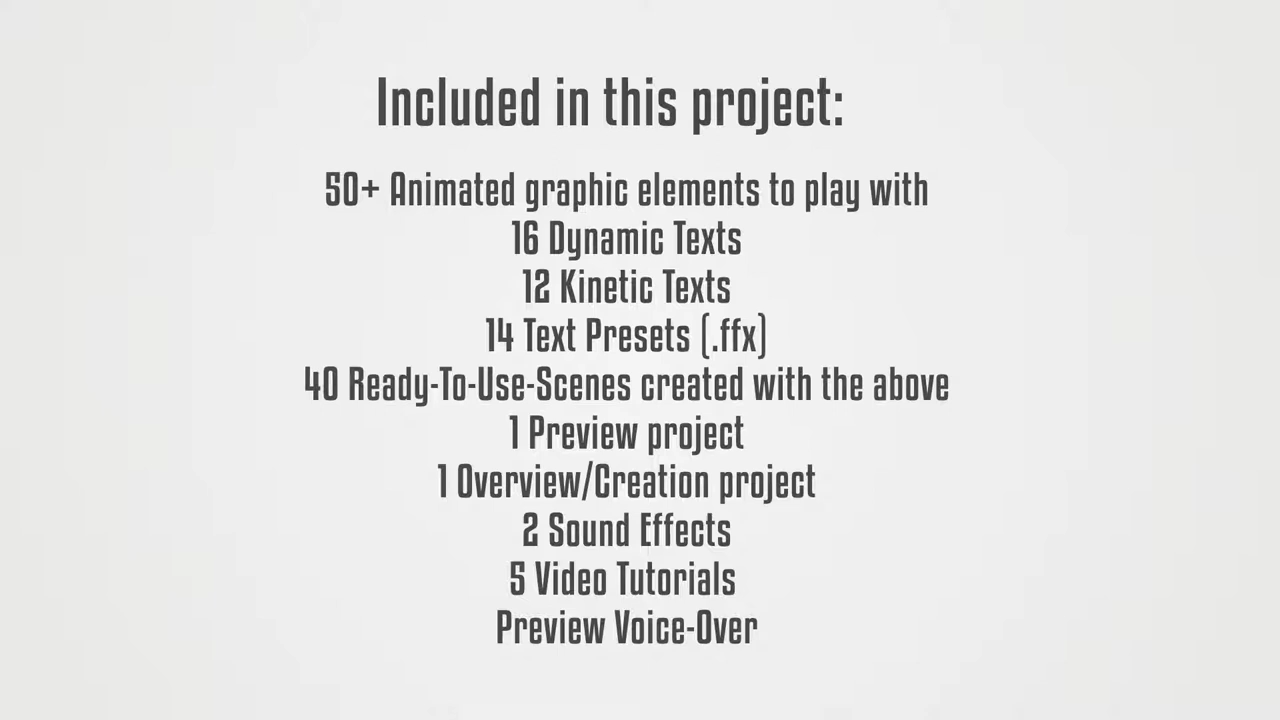 Included in this project:
50+ Animated graphic elements to play with
16 Dynamic Texts
12 Kinetic Texts
14 Text Presets (.ffx)
40 Ready-To-Use-Scenes created with the above
1 Preview project
1 Overview/Creation project
2 Sound Effects
5 Video Tutorials
Preview Voice-Over